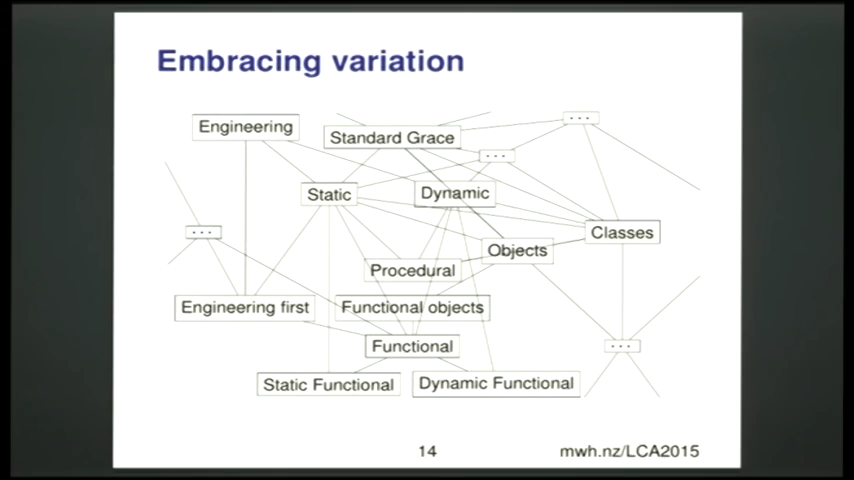 Embracing variation
Engineering
Standard Grace
...
...
Static
Dynamic
...
Objects
Classes
Procedural
Engineering first
Functional objects
Functional
...
Static Functional
Dynamic Functional
14
mwh.nz/LCA2015